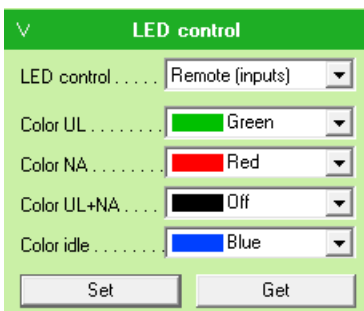 V LED control
LED control..... Remote (inputs)
Color UL........ Green
Color NA........ Red
Color UL+NA.... Off
Color idle........ Blue
Set Get